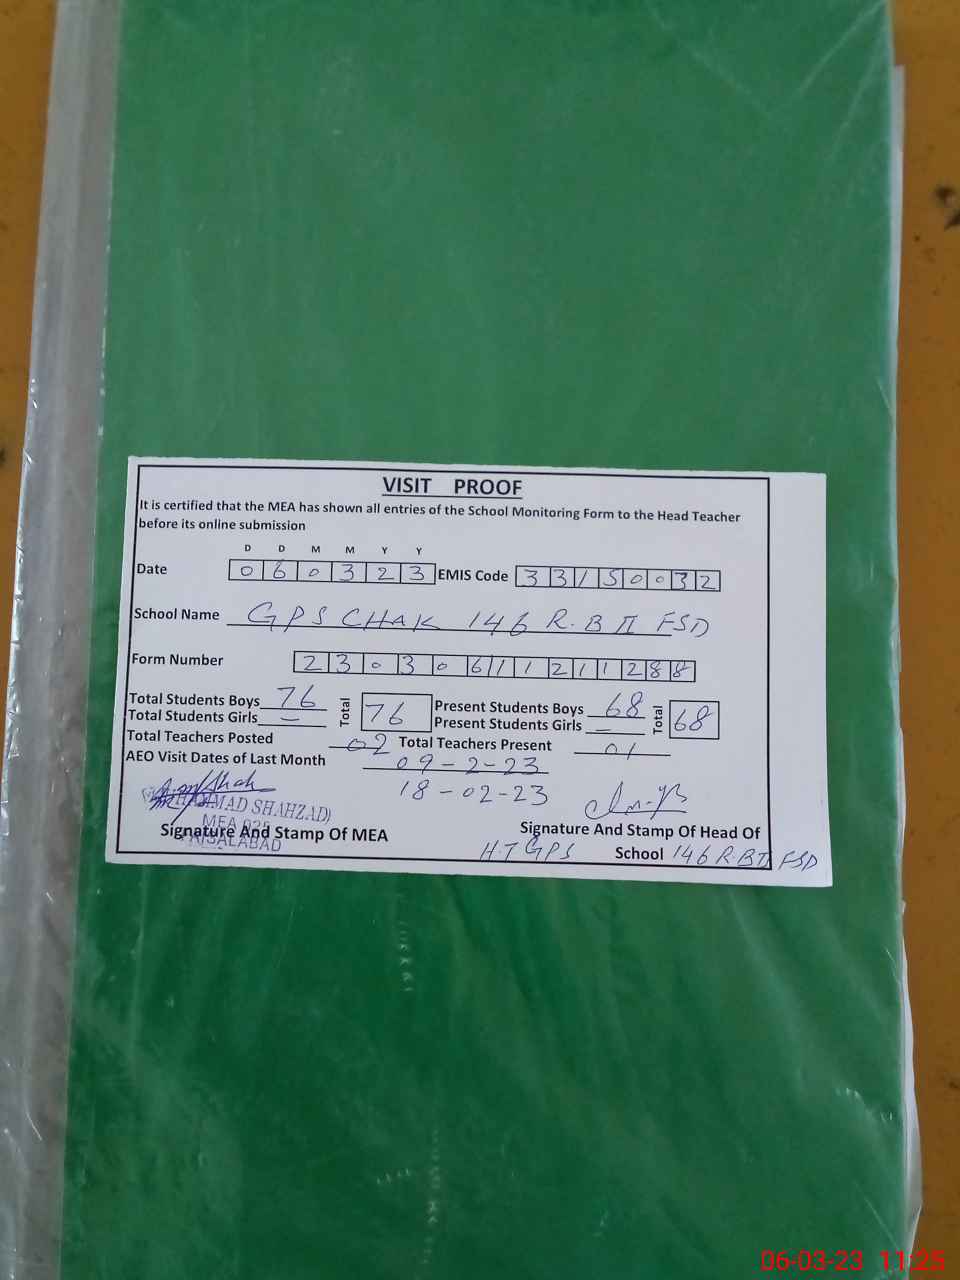 VISIT PROOF
It is certified that the MEA has shown all entries of the School Monitoring Form to the Head Teacher
before its online submission
D D M M Y Y
Date 0 6 0 3 2 3 EMIS Code 3 3 1 5 0 0 3 2
School Name GPS CHAK 146 R.B II FSD
Form Number 2 3 0 3 0 6 1 1 2 1 1 2 8 8
Total Students Boys 76 Total 76 Present Students Boys 68 Total 68
Total Students Girls – Present Students Girls –
Total Teachers Posted 02 Total Teachers Present 01
AEO Visit Dates of Last Month 09-2-23
18-02-23
SHAHZAD)
MEA
FAISALABAD
Signature And Stamp Of MEA Signature And Stamp Of Head Of
H.T GPS School 146 R.B II FSD
06-03-23 11:25